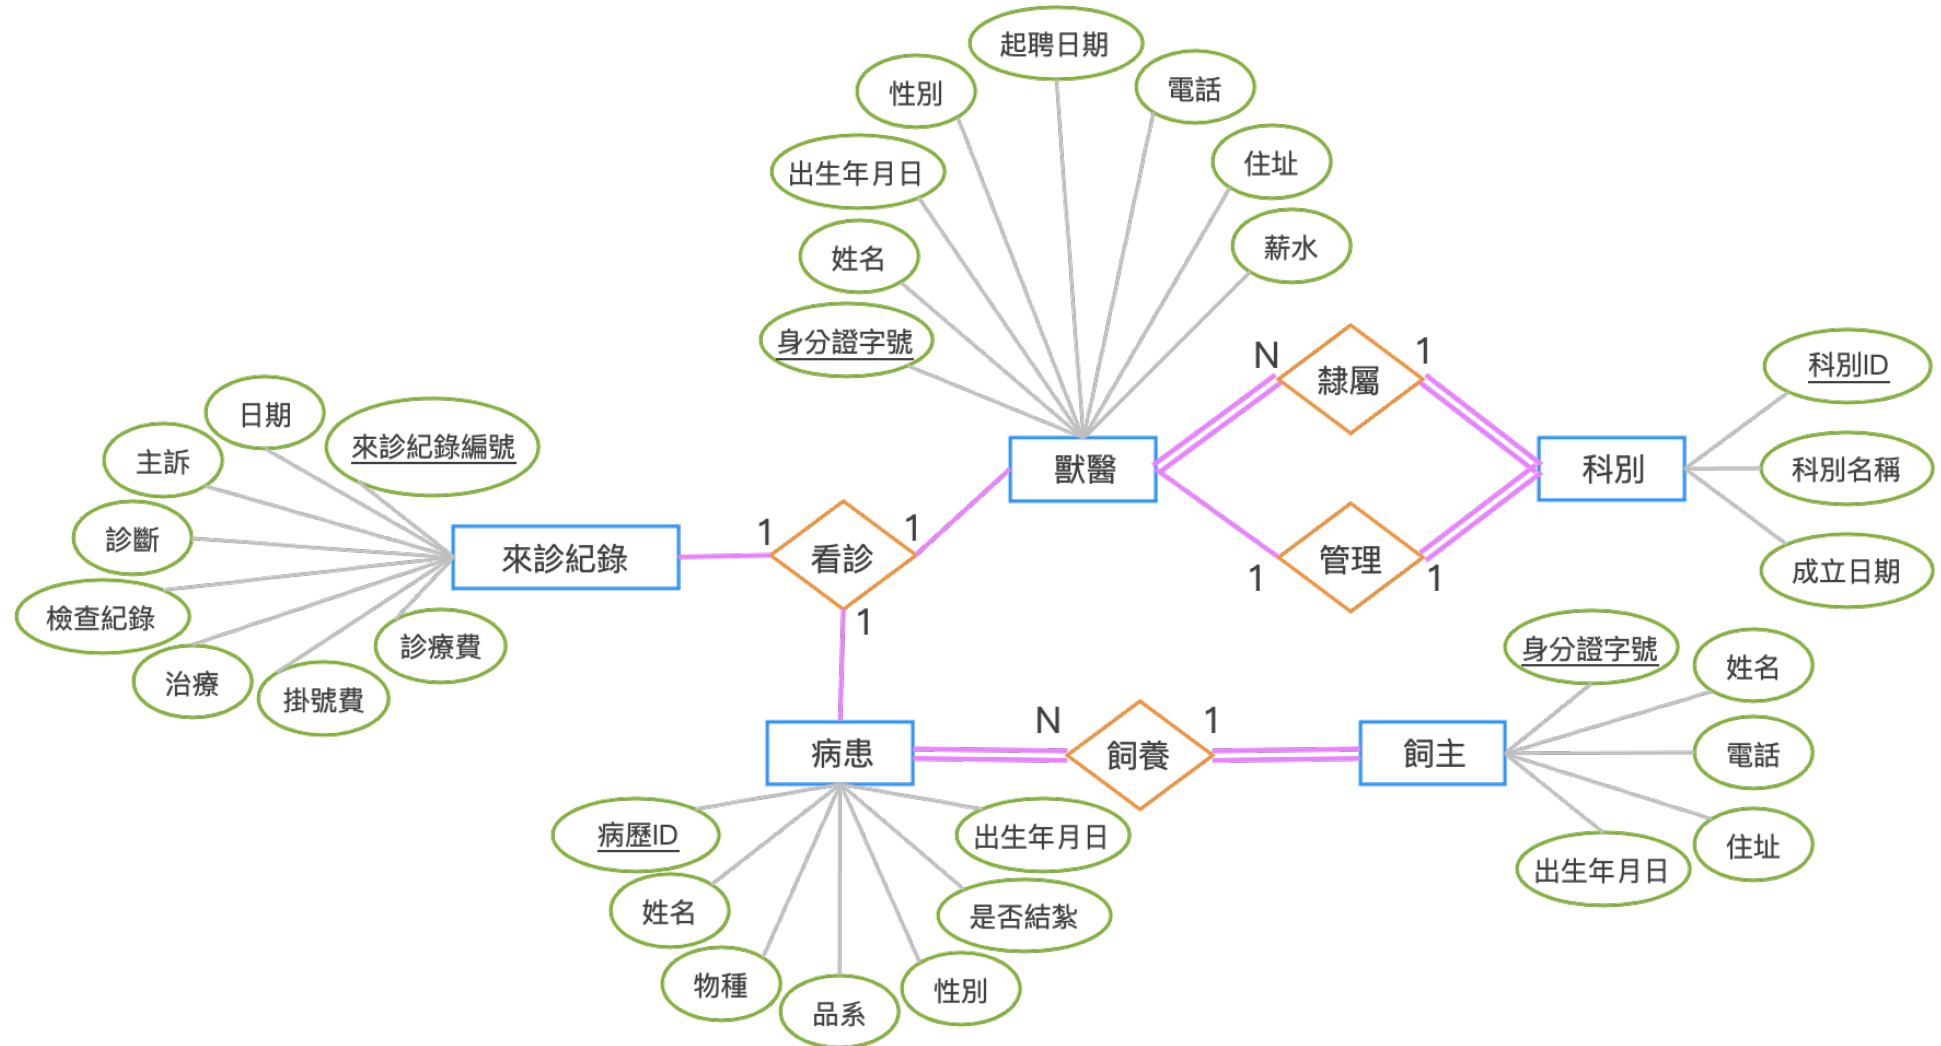 起聘日期
性別
電話
出生年月日
住址
姓名
薪水
身分證字號
獸醫
N
隸屬
1
1
管理
1
科別
科別ID
科別名稱
成立日期
日期
來診紀錄編號
主訴
診斷
檢查紀錄
治療
掛號費
診療費
來診紀錄
1
看診
1
1
病患
N
飼養
1
飼主
身分證字號
姓名
電話
住址
出生年月日
病歷ID
姓名
物種
品系
性別
是否結紮
出生年月日